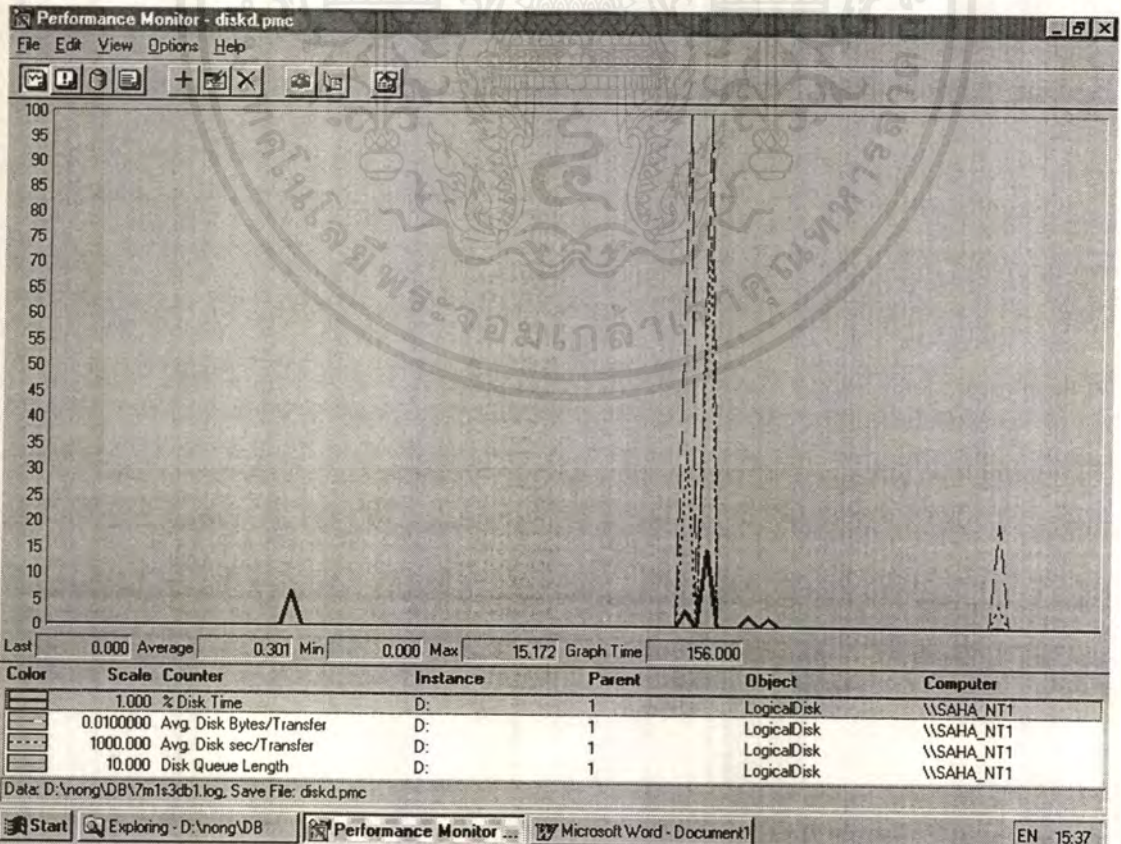 Performance Monitor - diskd.pmc
File Edit View Options Help
100
95
90
85
80
75
70
65
60
55
50
45
40
35
30
25
20
15
10
5
0
Last 0.000 Average 0.301 Min 0.000 Max 15.172 Graph Time 156.000
Color Scale Counter Instance Parent Object Computer
1.000 % Disk Time D: 1 LogicalDisk \\SAHA_NT1
0.0100000 Avg. Disk Bytes/Transfer D: 1 LogicalDisk \\SAHA_NT1
1000.000 Avg. Disk sec/Transfer D: 1 LogicalDisk \\SAHA_NT1
10.000 Disk Queue Length D: 1 LogicalDisk \\SAHA_NT1
Data: D:\nong\DB\7m1s3db1.log, Save File: diskd.pmc
Start Exploring - D:\nong\DB Performance Monitor ... Microsoft Word - Document1 EN 15:37